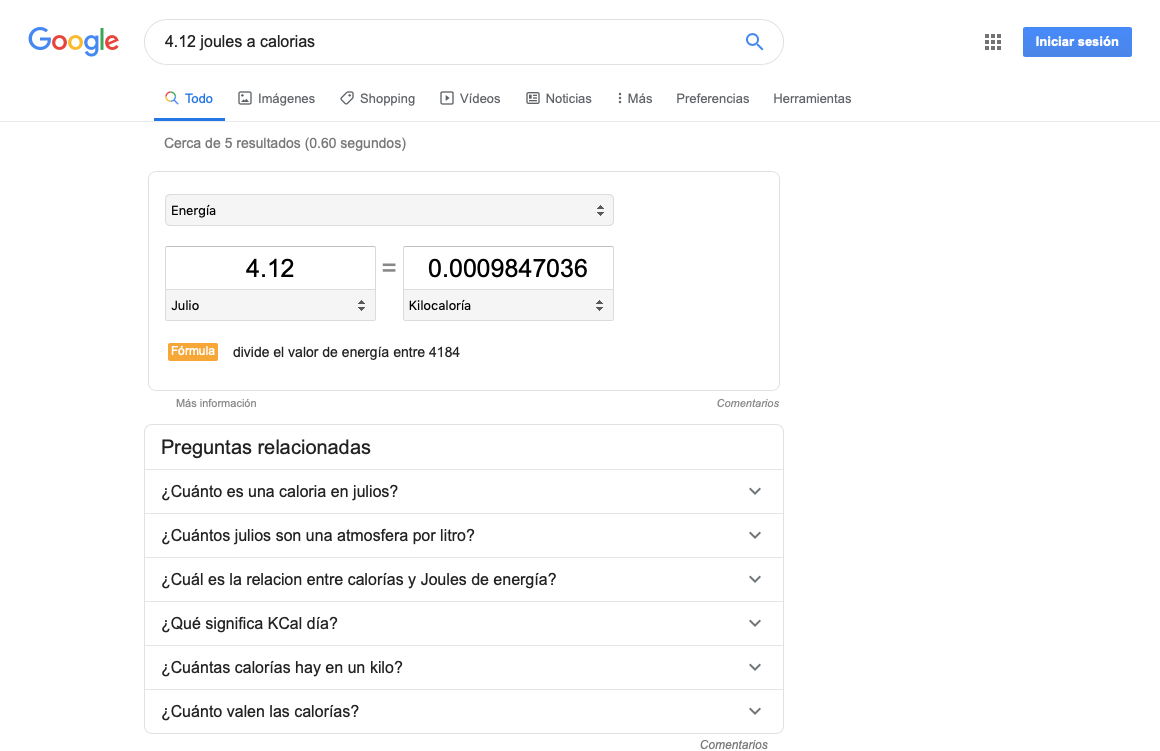 Google
4.12 joules a calorias
Iniciar sesión
Todo Imágenes Shopping Vídeos Noticias Más Preferencias Herramientas
Cerca de 5 resultados (0.60 segundos)
Energía
4.12 = 0.0009847036
Julio Kilocaloría
Fórmula divide el valor de energía entre 4184
Más información Comentarios
Preguntas relacionadas
¿Cuánto es una caloria en julios?
¿Cuántos julios son una atmosfera por litro?
¿Cuál es la relacion entre calorías y Joules de energía?
¿Qué significa KCal día?
¿Cuántas calorías hay en un kilo?
¿Cuánto valen las calorías?
Comentarios